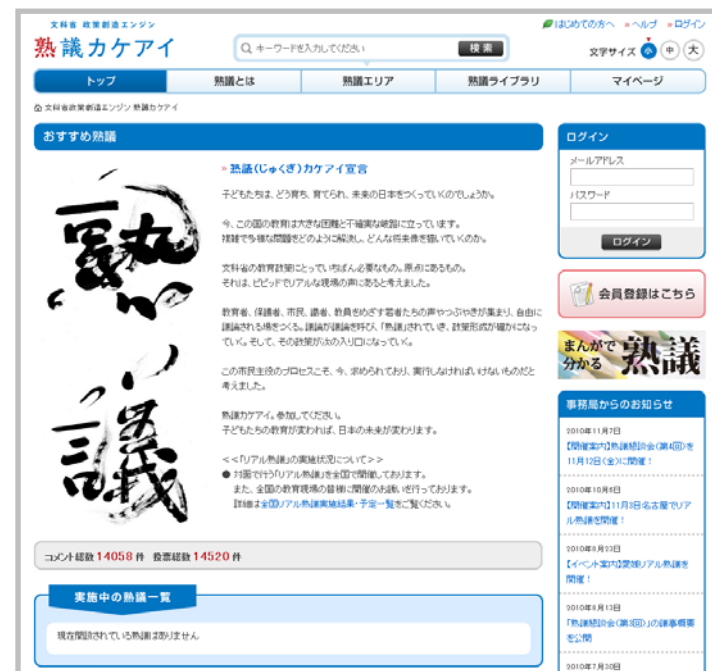 文科省 政策創造エンジン
熟議カケアイ
キーワードを入力してください
検索
はじめての方へ » ヘルプ » ログイン
文字サイズ 小 中 大
トップ
熟議とは
熟議エリア
熟議ライブラリ
マイページ
文科省政策創造エンジン 熟議カケアイ
おすすめ熟議
熟議
» 熟議(じゅくぎ)カケアイ宣言
子どもたちは、どう育ち、育てられ、未来の日本をつくっていくのでしょうか。
今、この国の教育は大きな困難と不確実な岐路に立っています。
複雑で多様な問題をどのように解決し、どんな将来像を描いていくのか。
文科省の教育政策にとっていちばん必要なもの。原点にあるもの。
それは、ビビッドでリアルな現場の声にあると考えました。
教育者、保護者、市民、識者、教員をめざす若者たちの声やつぶやきが集まり、自由に
議論される場をつくる。議論が議論を呼び、「熟議」されていき、政策形成が確かになっ
ていく。そして、その政策が次の入り口になっていく。
この市民主役のプロセスこそ、今、求められており、実行しなければいけないものだと
考えました。
熟議カケアイ。参加してください。
子どもたちの教育が変われば、日本の未来が変わります。
<<「リアル熟議」の実施状況について>>
● 対面で行う「リアル熟議」を全国で開催しております。
また、全国の教育現場の皆様に開催のお願いを行っております。
詳細は全国リアル熟議実施結果・予定一覧をご覧ください。
コメント総数 14058 件 投票総数 14520 件
実施中の熟議一覧
現在開設されている熟議はありません
ログイン
メールアドレス
パスワード
ログイン
会員登録はこちら
まんがで
分かる 熟議
事務局からのお知らせ
2010年11月7日
【開催案内】熟議懇談会(第4回)を
11月12日(金)に開催!
2010年10月6日
【開催案内】11月3日名古屋でリア
ル熟議を開催!
2010年8月23日
【イベント案内】愛媛リアル熟議を
開催!
2010年8月13日
「熟議懇談会(第3回)」の議事概要
を公開
2010年7月30日